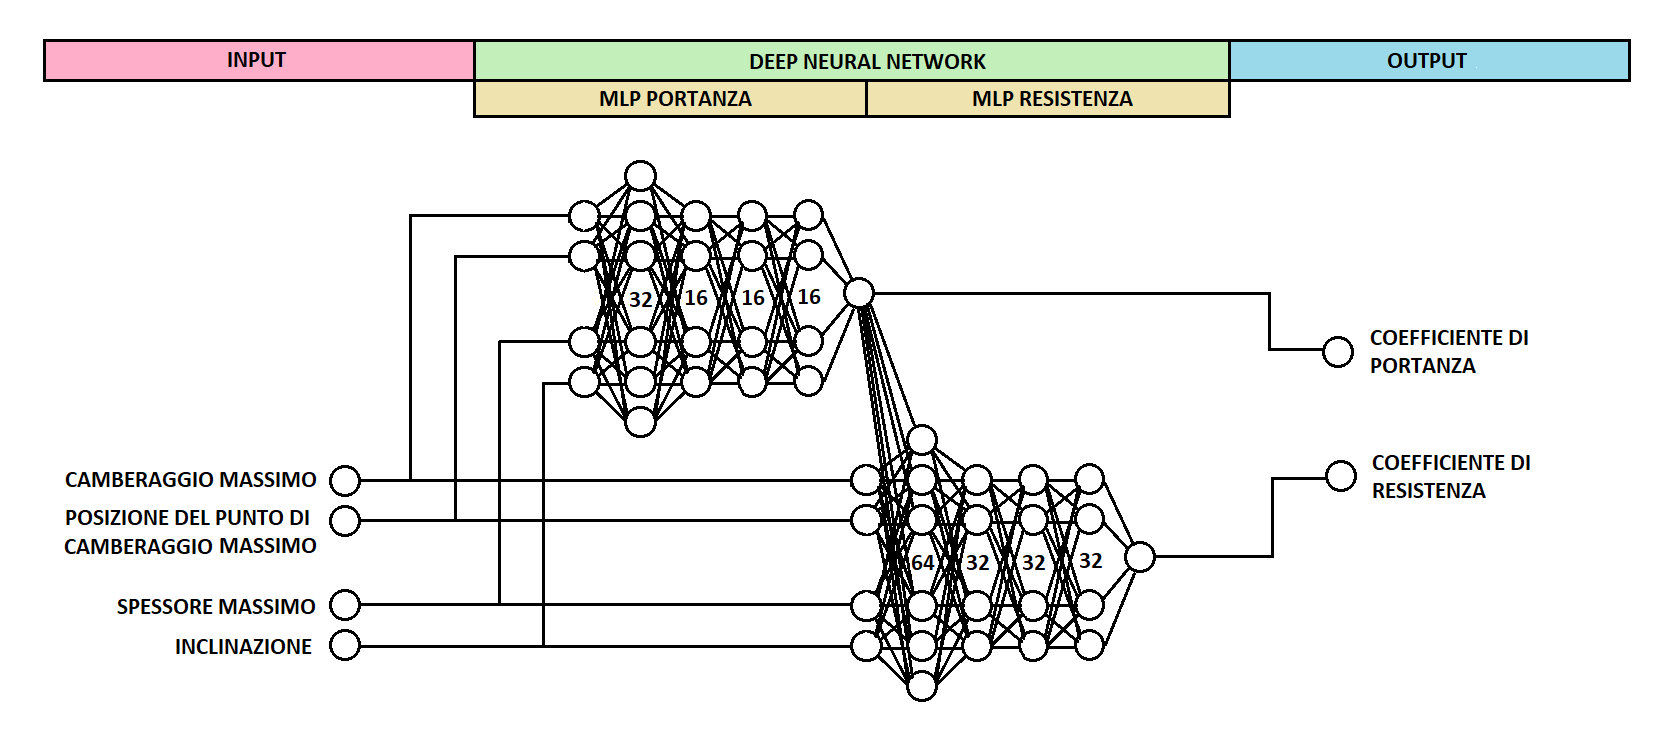 INPUT
DEEP NEURAL NETWORK
OUTPUT
MLP PORTANZA
MLP RESISTENZA
32
16
16
16
COEFFICIENTE DI
PORTANZA
CAMBERAGGIO MASSIMO
POSIZIONE DEL PUNTO DI
CAMBERAGGIO MASSIMO
SPESSORE MASSIMO
INCLINAZIONE
64
32
32
32
COEFFICIENTE DI
RESISTENZA